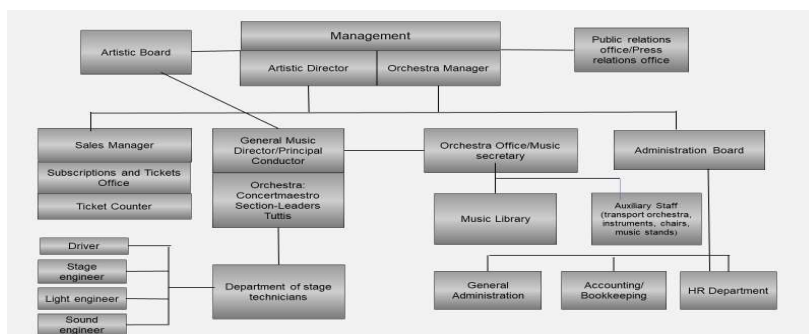 Management
Artistic Board
Public relations
office/Press
relations office
Artistic Director
Orchestra Manager
Sales Manager
General Music
Director/Principal
Conductor
Orchestra Office/Music
secretary
Administration Board
Subscriptions and Tickets
Office
Orchestra:
Concertmaestro
Section-Leaders
Tuttis
Ticket Counter
Music Library
Auxiliary Staff
(transport orchestra,
instruments, chairs,
music stands)
Driver
Stage
engineer
Light engineer
Sound
engineer
Department of stage
technicians
General
Administration
Accounting/
Bookkeeping
HR Department